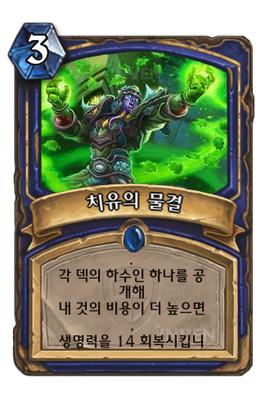 3
치유의 물결
각 덱의 하수인 하나를 공
개해
내 것의 비용이 더 높으면
생명력을 14 회복시킵니